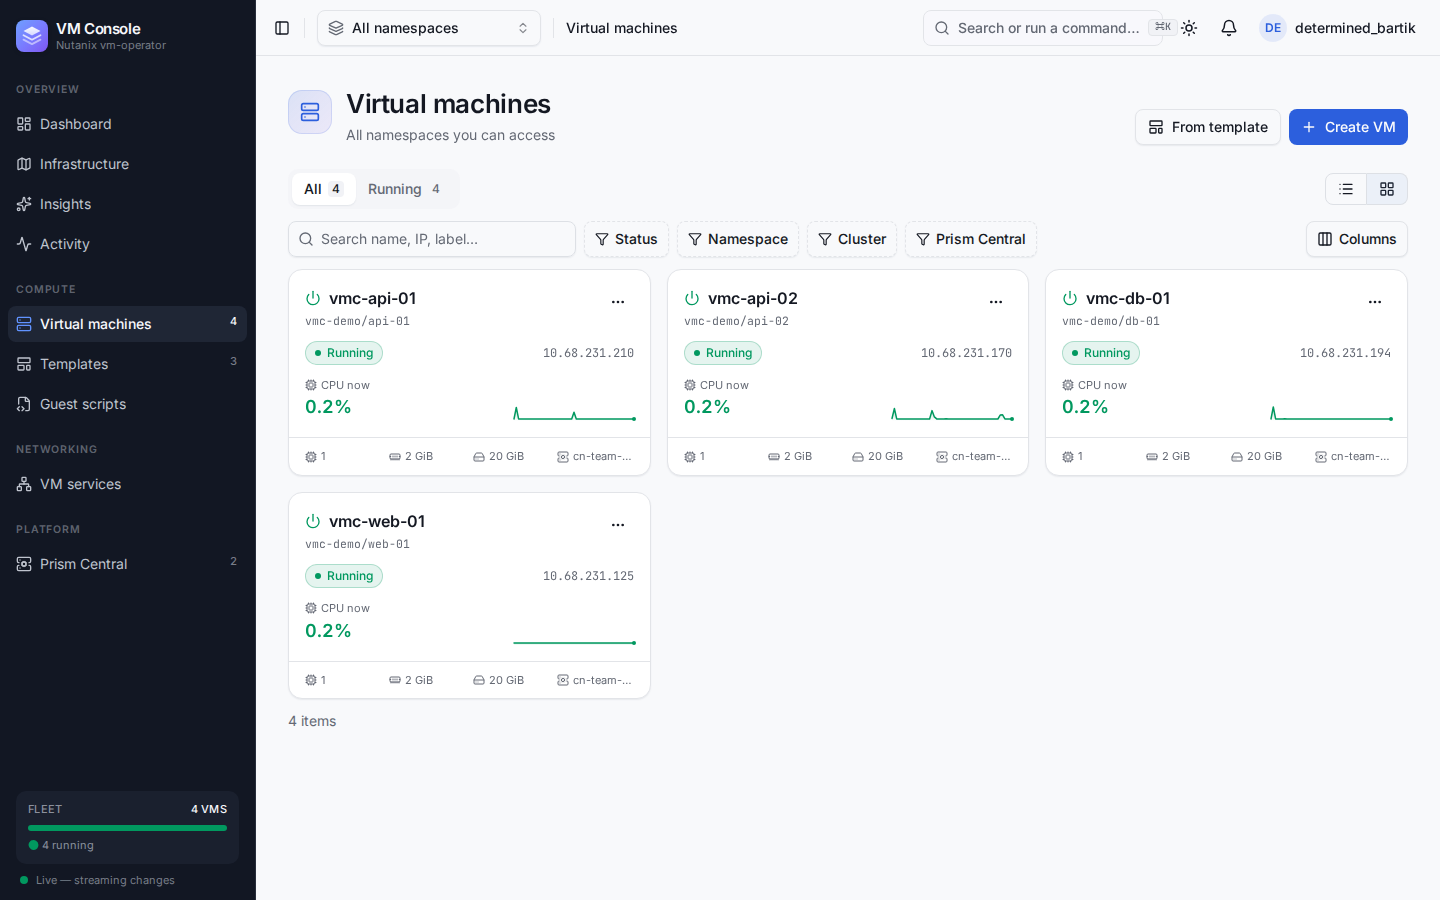 VM Console
Nutanix vm-operator
OVERVIEW
Dashboard
Infrastructure
Insights
Activity
COMPUTE
Virtual machines 4
Templates 3
Guest scripts
NETWORKING
VM services
PLATFORM
Prism Central 2
FLEET 4 VMS
4 running
Live — streaming changes
All namespaces
Virtual machines
Search or run a command... ⌘K
DE determined_bartik
Virtual machines
All namespaces you can access
From template
Create VM
All 4 Running 4
Search name, IP, label...
Status
Namespace
Cluster
Prism Central
Columns
vmc-api-01 ...
vmc-demo/api-01
Running 10.68.231.210
CPU now
0.2%
1 2 GiB 20 GiB cn-team-...
vmc-api-02 ...
vmc-demo/api-02
Running 10.68.231.170
CPU now
0.2%
1 2 GiB 20 GiB cn-team-...
vmc-db-01 ...
vmc-demo/db-01
Running 10.68.231.194
CPU now
0.2%
1 2 GiB 20 GiB cn-team-...
vmc-web-01 ...
vmc-demo/web-01
Running 10.68.231.125
CPU now
0.2%
1 2 GiB 20 GiB cn-team-...
4 items